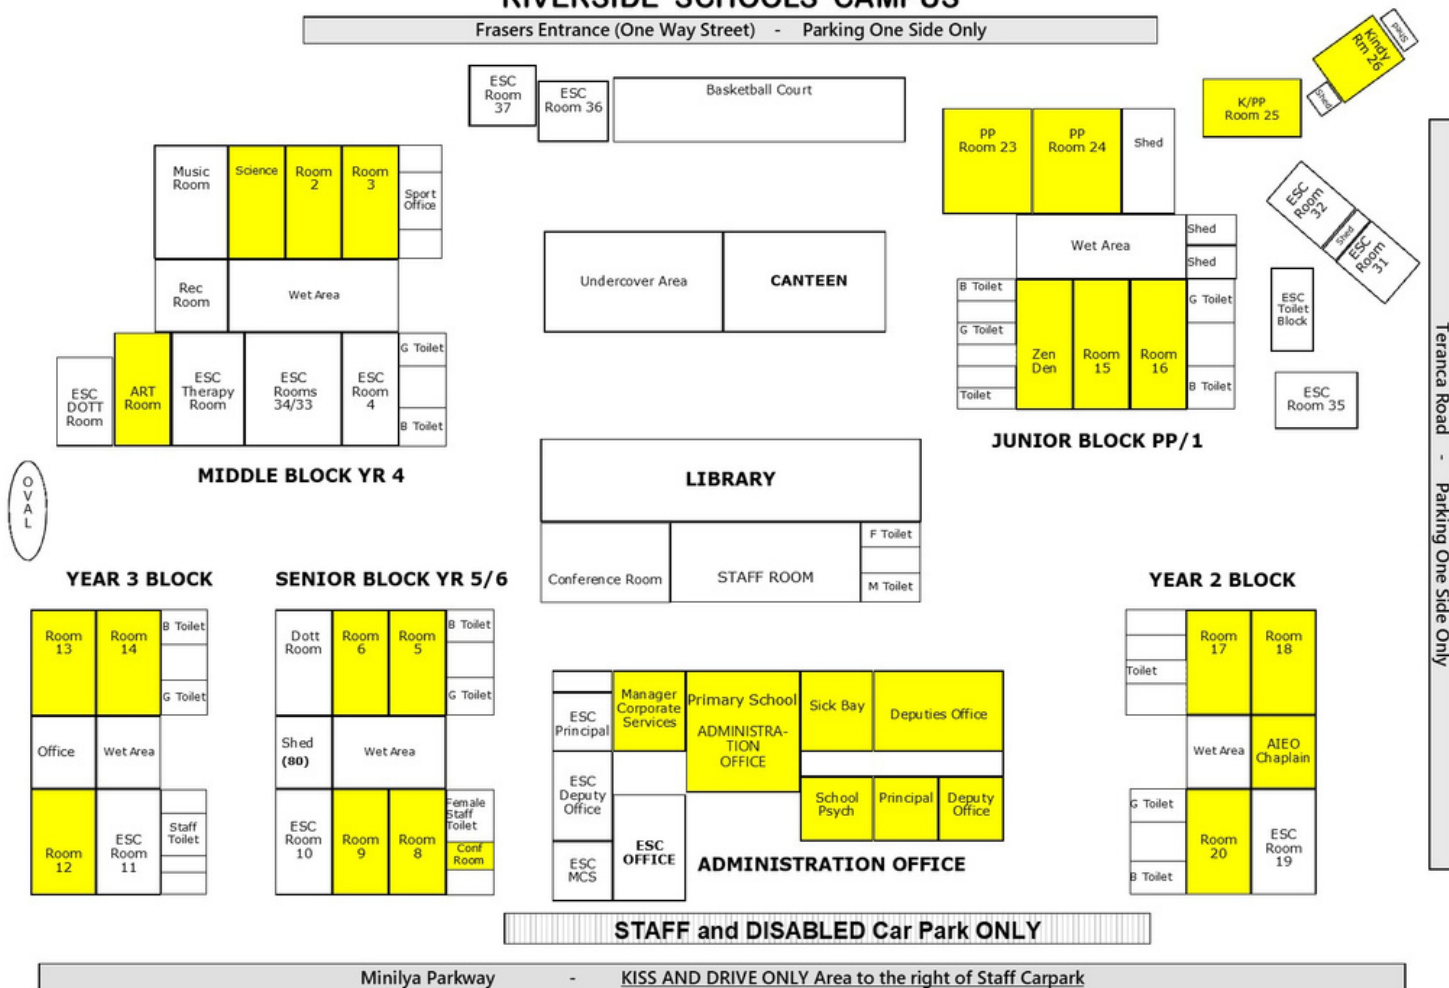 RIVERSIDE SCHOOLS CAMPUS
Frasers Entrance (One Way Street) - Parking One Side Only
ESC
Room
37
ESC
Room 36
Basketball Court
Kindy
Rm 26
Shed
Shed
K/PP
Room 25
PP
Room 23
PP
Room 24
Shed
Music
Room
Science
Room
2
Room
3
Sport
Office
ESC
Room
32
Shed
ESC
Room
31
Wet Area
Shed
Shed
Undercover Area
CANTEEN
Rec
Room
Wet Area
B Toilet
G Toilet
Toilet
Zen
Den
Room
15
Room
16
G Toilet
B Toilet
ESC
Toilet
Block
ESC
Room 35
ESC
DOTT
Room
ART
Room
ESC
Therapy
Room
ESC
Rooms
34/33
ESC
Room
4
G Toilet
B Toilet
JUNIOR BLOCK PP/1
MIDDLE BLOCK YR 4
OVAL
LIBRARY
Conference Room
STAFF ROOM
F Toilet
M Toilet
Teranca Road - Parking One Side Only
YEAR 3 BLOCK
SENIOR BLOCK YR 5/6
YEAR 2 BLOCK
Room
13
Room
14
B Toilet
G Toilet
Office
Wet Area
Room
12
ESC
Room
11
Staff
Toilet
Dott
Room
Room
6
Room
5
B Toilet
G Toilet
Shed
(80)
Wet Area
ESC
Room
10
Room
9
Room
8
Female
Staff
Toilet
Conf
Room
ESC
Principal
Manager
Corporate
Services
Primary School
ADMINISTRA-
TION
OFFICE
Sick Bay
Deputies Office
ESC
Deputy
Office
School
Psych
Principal
Deputy
Office
ESC
MCS
ESC
OFFICE
ADMINISTRATION OFFICE
Toilet
Room
17
Room
18
Wet Area
AIEO
Chaplain
G Toilet
B Toilet
Room
20
ESC
Room
19
STAFF and DISABLED Car Park ONLY
Minilya Parkway - KISS AND DRIVE ONLY Area to the right of Staff Carpark